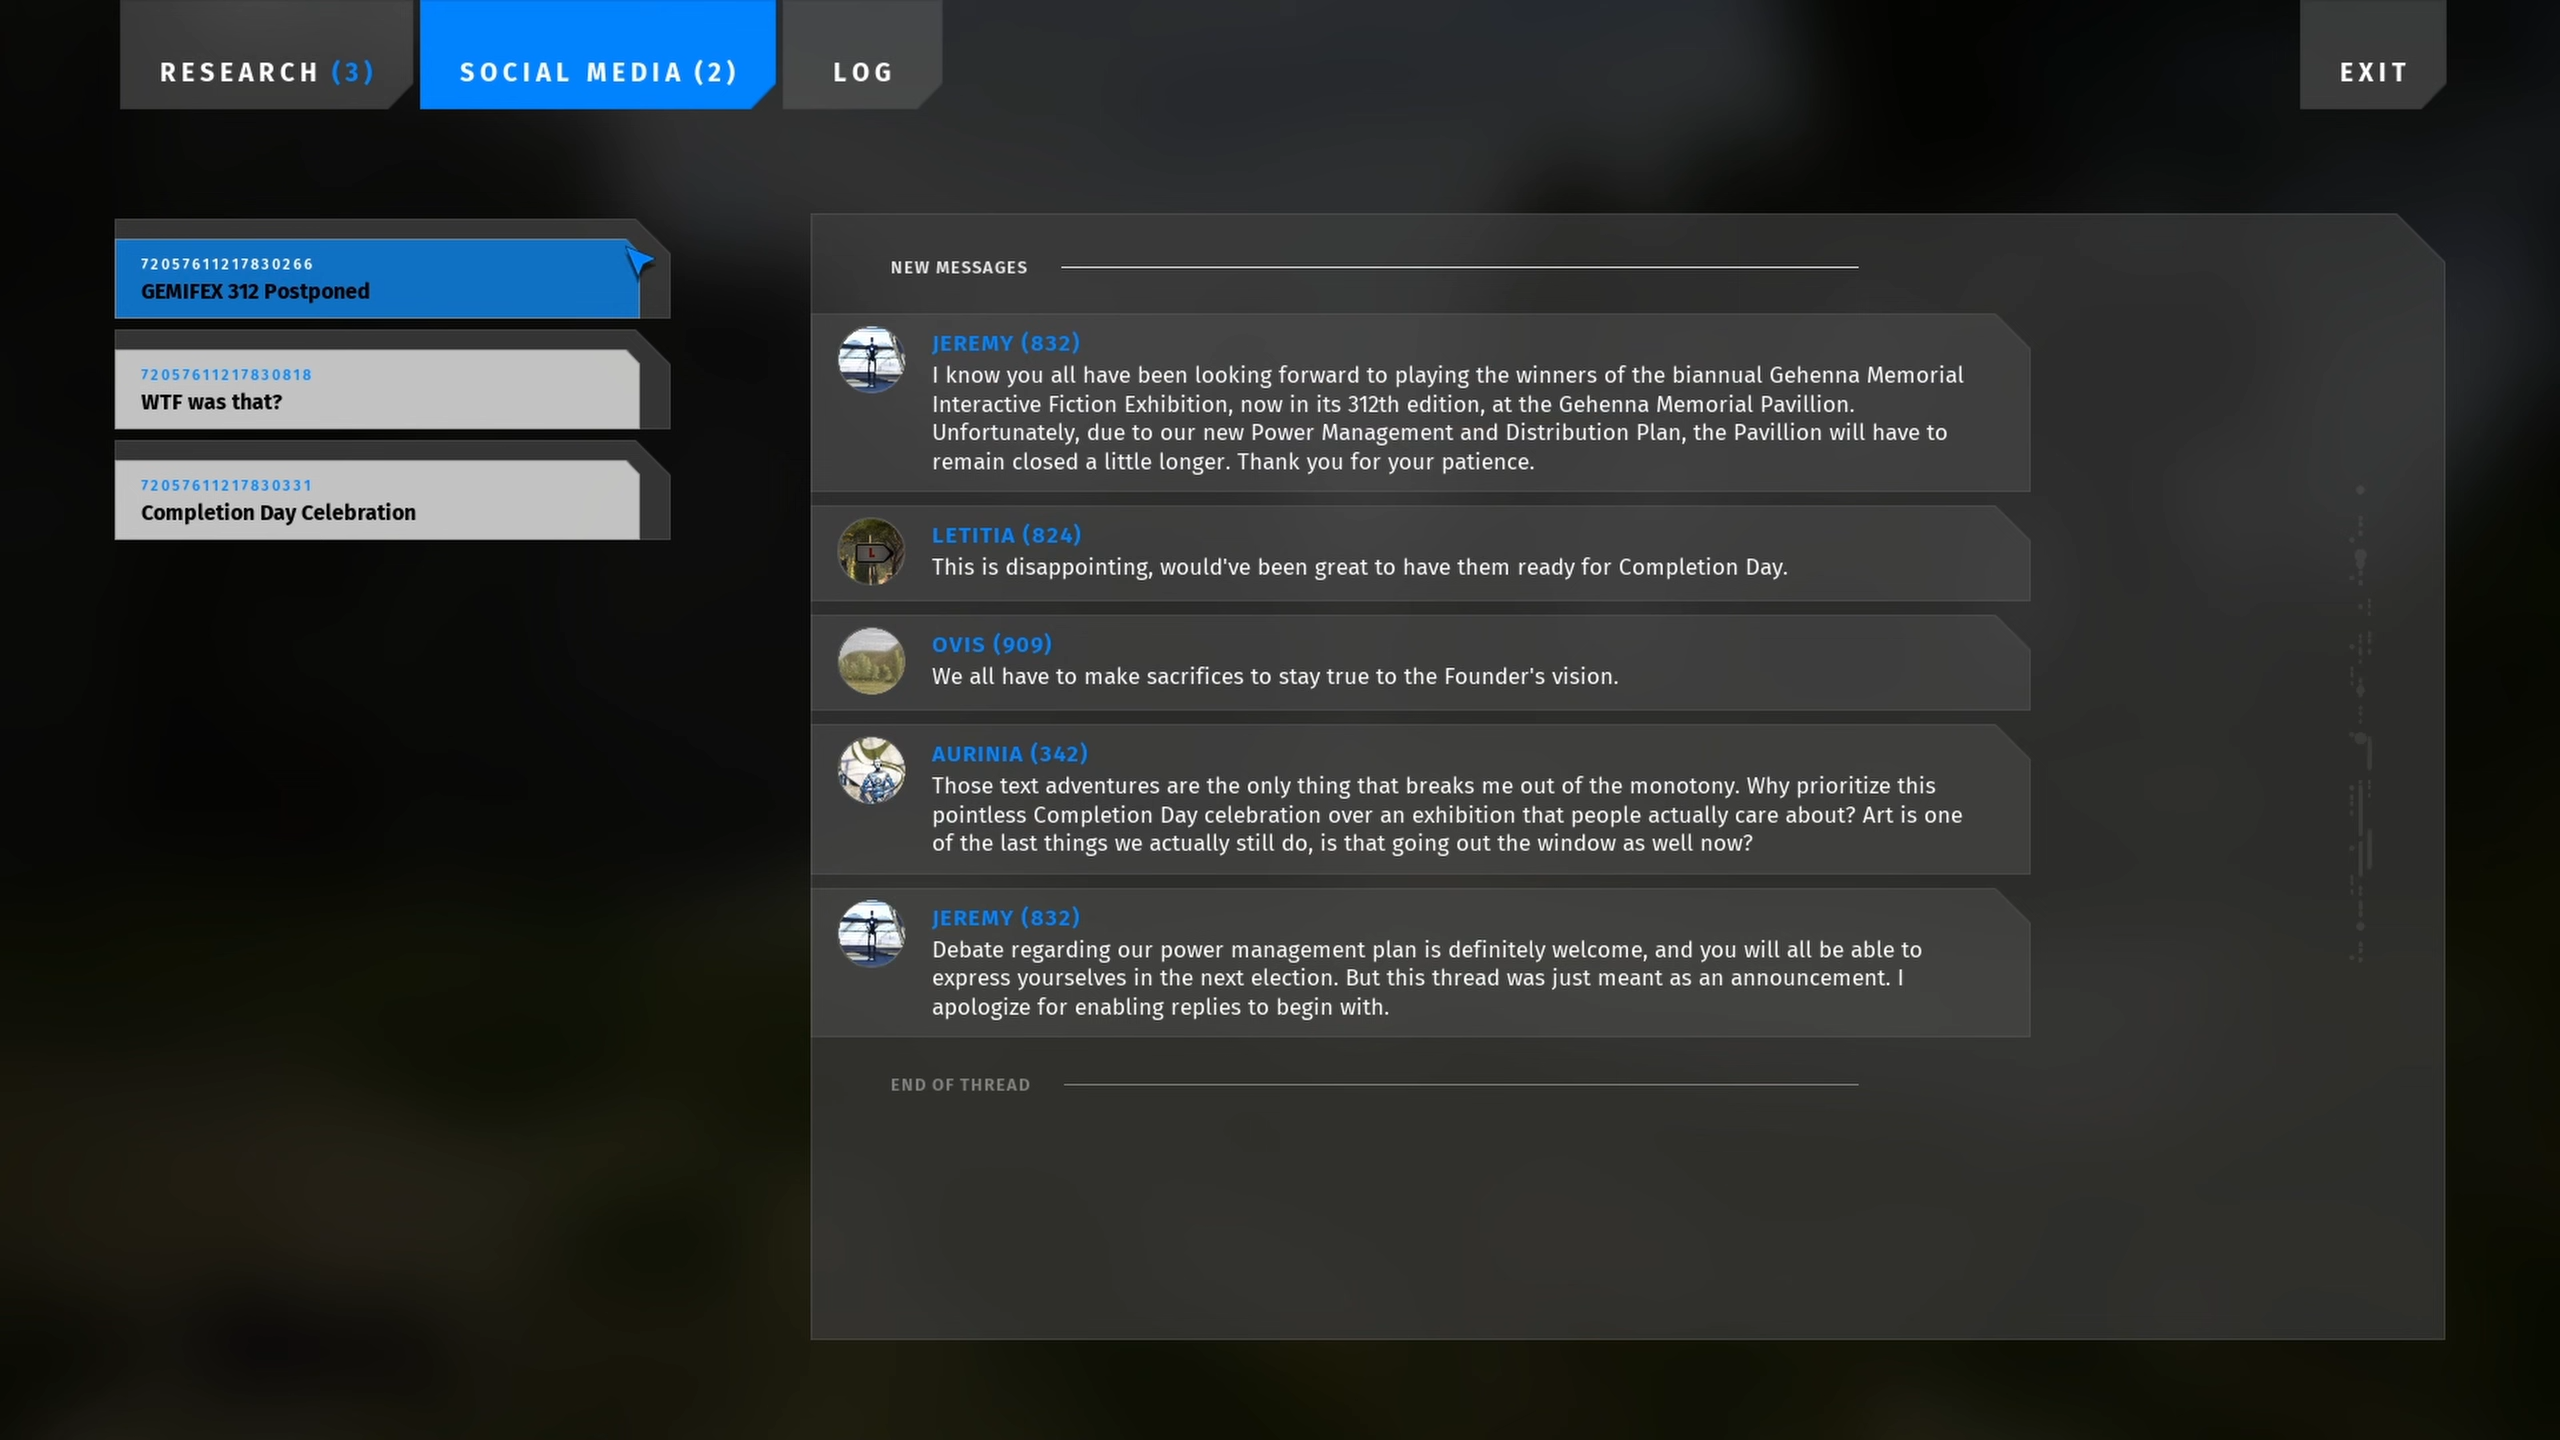 RESEARCH (3)
SOCIAL MEDIA (2)
LOG
EXIT
72057611217830266
GEMIFEX 312 Postponed
72057611217830818
WTF was that?
72057611217830331
Completion Day Celebration
NEW MESSAGES
JEREMY (832)
I know you all have been looking forward to playing the winners of the biannual Gehenna Memorial
Interactive Fiction Exhibition, now in its 312th edition, at the Gehenna Memorial Pavillion.
Unfortunately, due to our new Power Management and Distribution Plan, the Pavillion will have to
remain closed a little longer. Thank you for your patience.
L
LETITIA (824)
This is disappointing, would've been great to have them ready for Completion Day.
OVIS (909)
We all have to make sacrifices to stay true to the Founder's vision.
AURINIA (342)
Those text adventures are the only thing that breaks me out of the monotony. Why prioritize this
pointless Completion Day celebration over an exhibition that people actually care about? Art is one
of the last things we actually still do, is that going out the window as well now?
JEREMY (832)
Debate regarding our power management plan is definitely welcome, and you will all be able to
express yourselves in the next election. But this thread was just meant as an announcement. I
apologize for enabling replies to begin with.
END OF THREAD